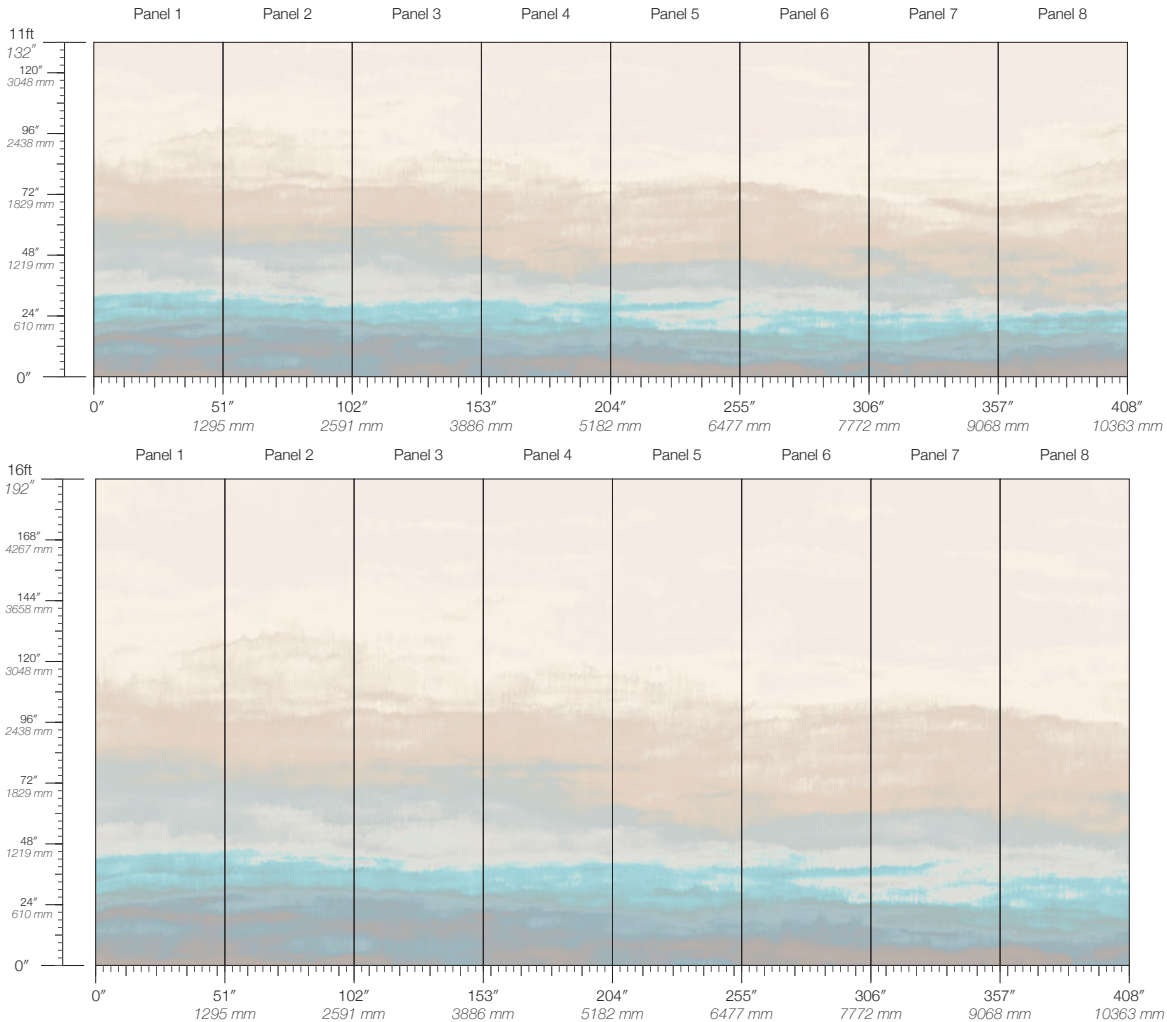 Panel 1 Panel 2 Panel 3 Panel 4 Panel 5 Panel 6 Panel 7 Panel 8
11ft
132″
120″
3048 mm
96″
2438 mm
72″
1829 mm
48″
1219 mm
24″
610 mm
0″
0″ 51″ 102″ 153″ 204″ 255″ 306″ 357″ 408″
1295 mm 2591 mm 3886 mm 5182 mm 6477 mm 7772 mm 9068 mm 10363 mm
Panel 1 Panel 2 Panel 3 Panel 4 Panel 5 Panel 6 Panel 7 Panel 8
16ft
192″
168″
4267 mm
144″
3658 mm
120″
3048 mm
96″
2438 mm
72″
1829 mm
48″
1219 mm
24″
610 mm
0″
0″ 51″ 102″ 153″ 204″ 255″ 306″ 357″ 408″
1295 mm 2591 mm 3886 mm 5182 mm 6477 mm 7772 mm 9068 mm 10363 mm